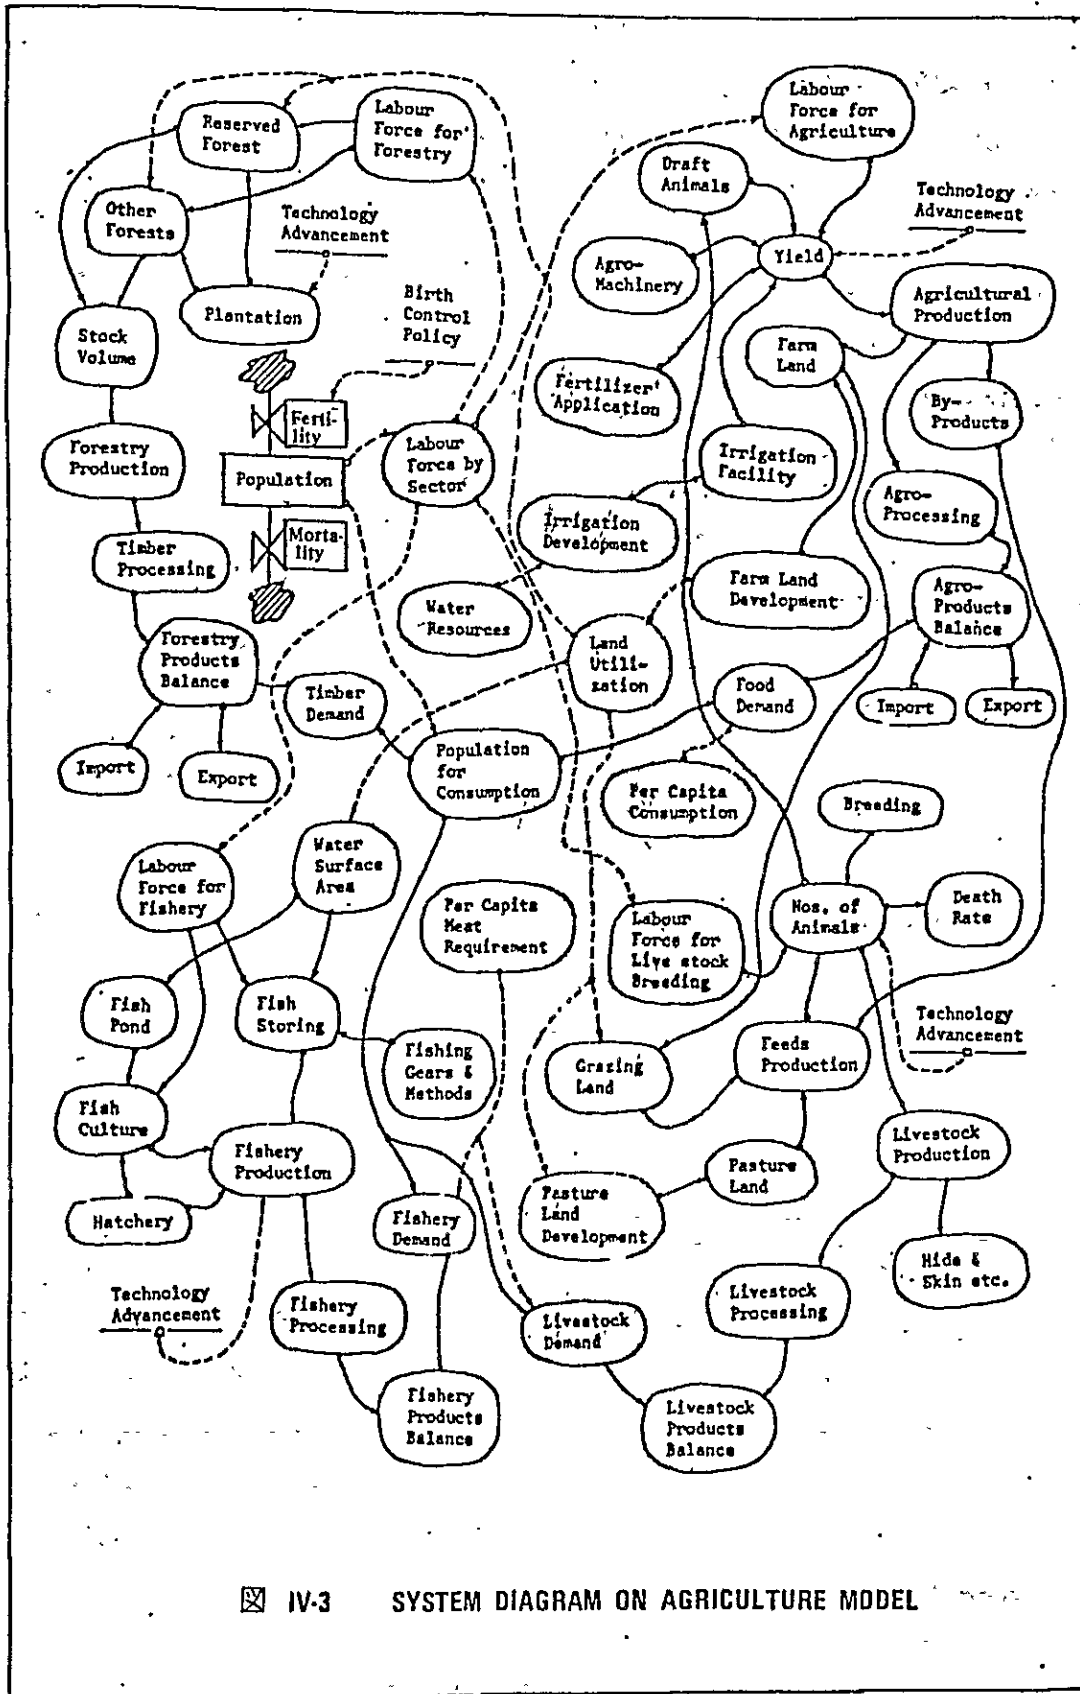 Reserved
Forest
Labour
Force for
Forestry
Other
Forests
Technology
Advancement
Plantation
Stock
Volume
Birth
Control
Policy
Forestry
Production
Ferti-
lity
Population
Morta-
lity
Labour
Force by
Sector
Timber
Processing
Forestry
Products
Balance
Timber
Demand
Import
Export
Population
for
Consumption
Labour
Force for
Agriculture
Draft
Animals
Technology
Advancement
Yield
Agro-
Machinery
Agricultural
Production
Farm
Land
Fertilizer
Application
By-
Products
Irrigation
Facility
Agro-
Processing
Irrigation
Development
Water
Resources
Farm Land
Development
Agro-
Products
Balance
Land
Utili-
zation
Food
Demand
Import
Export
Per Capita
Consumption
Breeding
Labour
Force for
Fishery
Water
Surface
Area
Per Capita
Meat
Requirement
Labour
Force for
Live stock
Breeding
Nos. of
Animals
Death
Rate
Fish
Pond
Fish
Storing
Fishing
Gears &
Methods
Grazing
Land
Feeds
Production
Technology
Advancement
Fish
Culture
Fishery
Production
Hatchery
Fishery
Demand
Pasture
Land
Development
Pasture
Land
Livestock
Production
Technology
Advancement
Fishery
Processing
Livestock
Demand
Livestock
Processing
Hide &
Skin etc.
Fishery
Products
Balance
Livestock
Products
Balance
図 IV-3 SYSTEM DIAGRAM ON AGRICULTURE MODEL